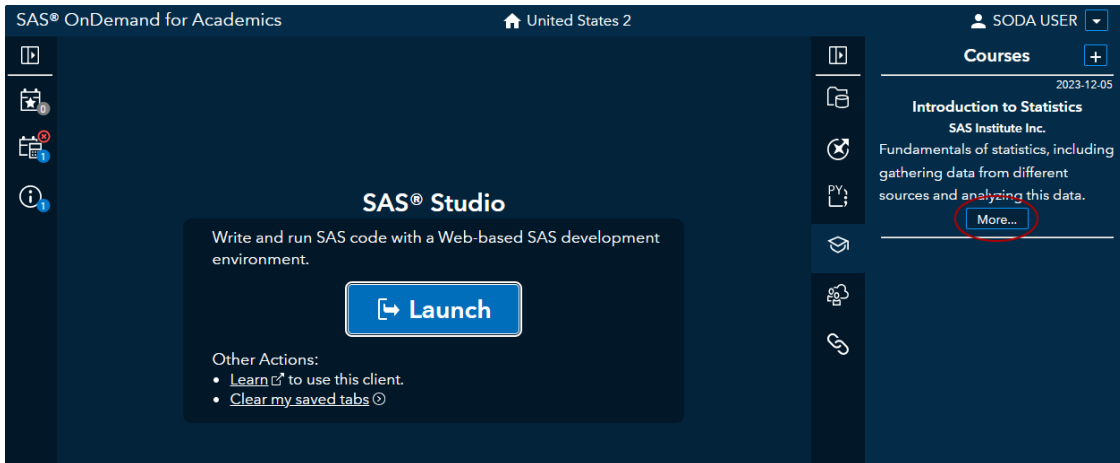 SAS® OnDemand for Academics
United States 2
SODA USER
0
1
1
SAS® Studio
Write and run SAS code with a Web-based SAS development
environment.
Launch
Other Actions:
• Learn to use this client.
• Clear my saved tabs
PY
Courses
+
2023-12-05
Introduction to Statistics
SAS Institute Inc.
Fundamentals of statistics, including
gathering data from different
sources and analyzing this data.
More...